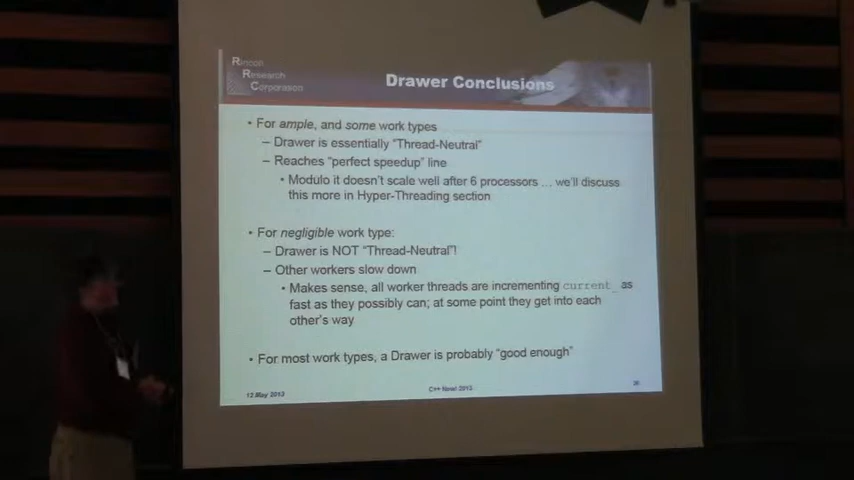 Rincon
Research
Corporation
Drawer Conclusions
• For ample, and some work types
– Drawer is essentially "Thread-Neutral"
– Reaches "perfect speedup" line
• Modulo it doesn't scale well after 6 processors ... we'll discuss
this more in Hyper-Threading section
• For negligible work type:
– Drawer is NOT "Thread-Neutral"!
– Other workers slow down
• Makes sense, all worker threads are incrementing current_ as
fast as they possibly can; at some point they get into each
other's way
• For most work types, a Drawer is probably "good enough"
13 May 2013
C++ Now! 2013